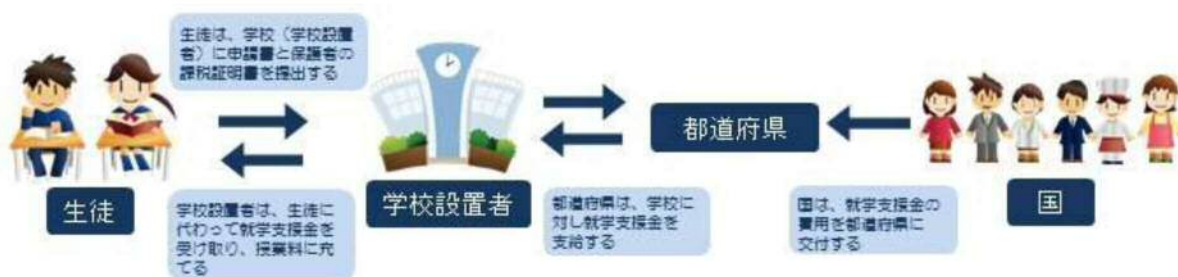 生徒は、学校（学校設置
者）に申請書と保護者の
課税証明書を提出する
生徒
学校設置者は、生徒に
代わって就学支援金を
受け取り、授業料に充
てる
学校設置者
都道府県は、学校に
対し就学支援金を
支給する
都道府県
国は、就学支援金の
費用を都道府県に
交付する
国